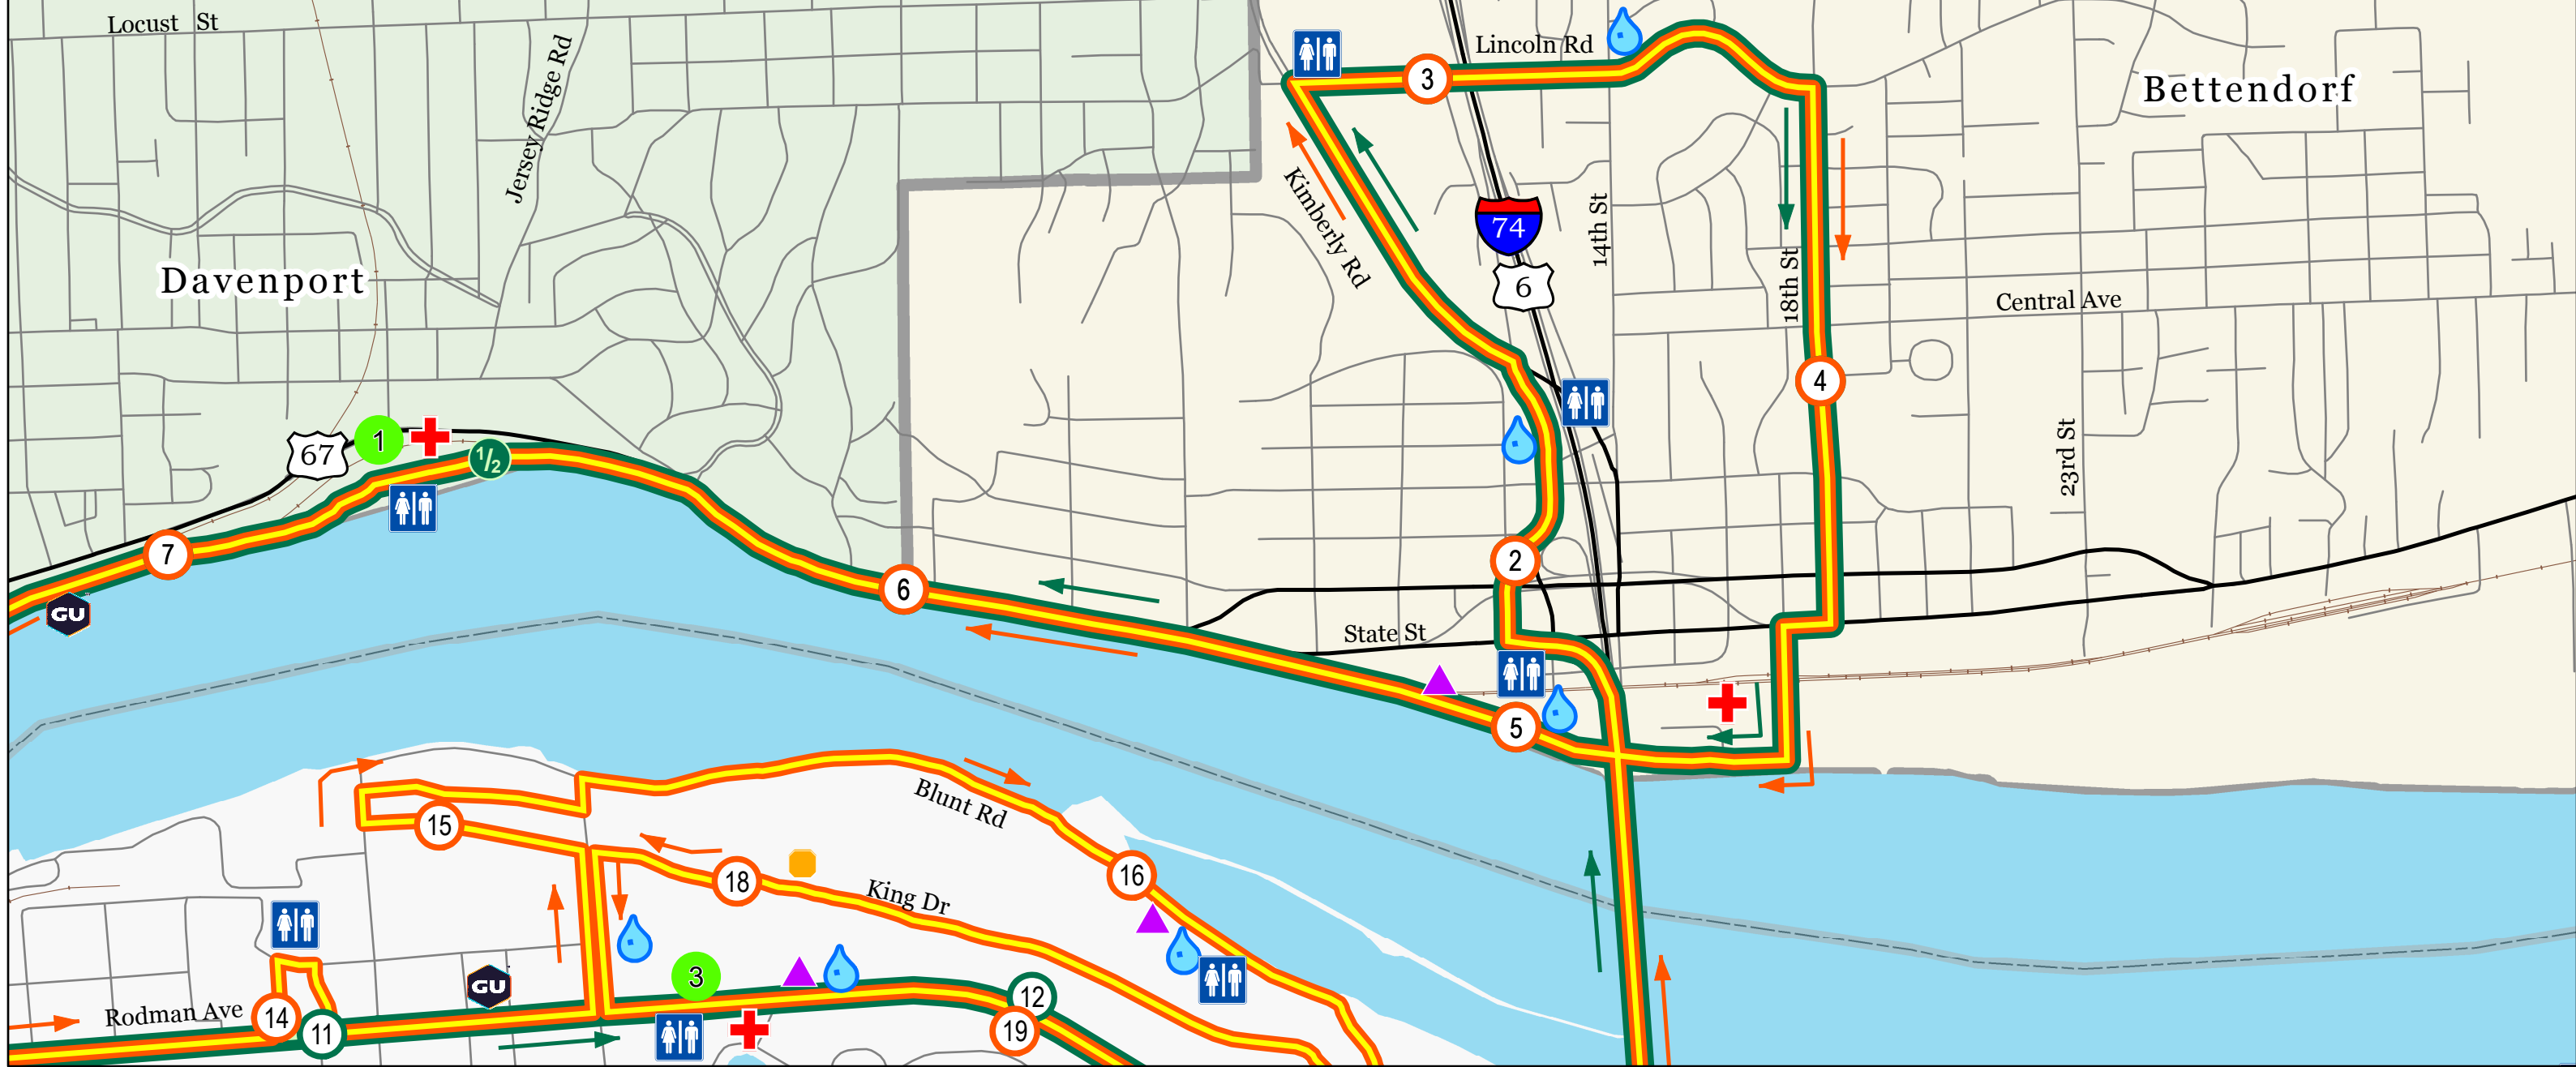 Locust St
Jersey Ridge Rd
Davenport
Lincoln Rd
3
Bettendorf
Kimberly Rd
74
6
14th St
18th St
Central Ave
4
23rd St
67
1
1/2
7
GU
6
2
State St
5
15
Blunt Rd
16
18
King Dr
3
GU
12
19
Rodman Ave
14
11